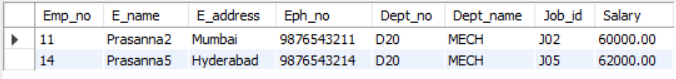 Emp_no E_name E_address Eph_no Dept_no Dept_name Job_id Salary
11 Prasanna2 Mumbai 9876543211 D20 MECH J02 60000.00
14 Prasanna5 Hyderabad 9876543214 D20 MECH J05 62000.00